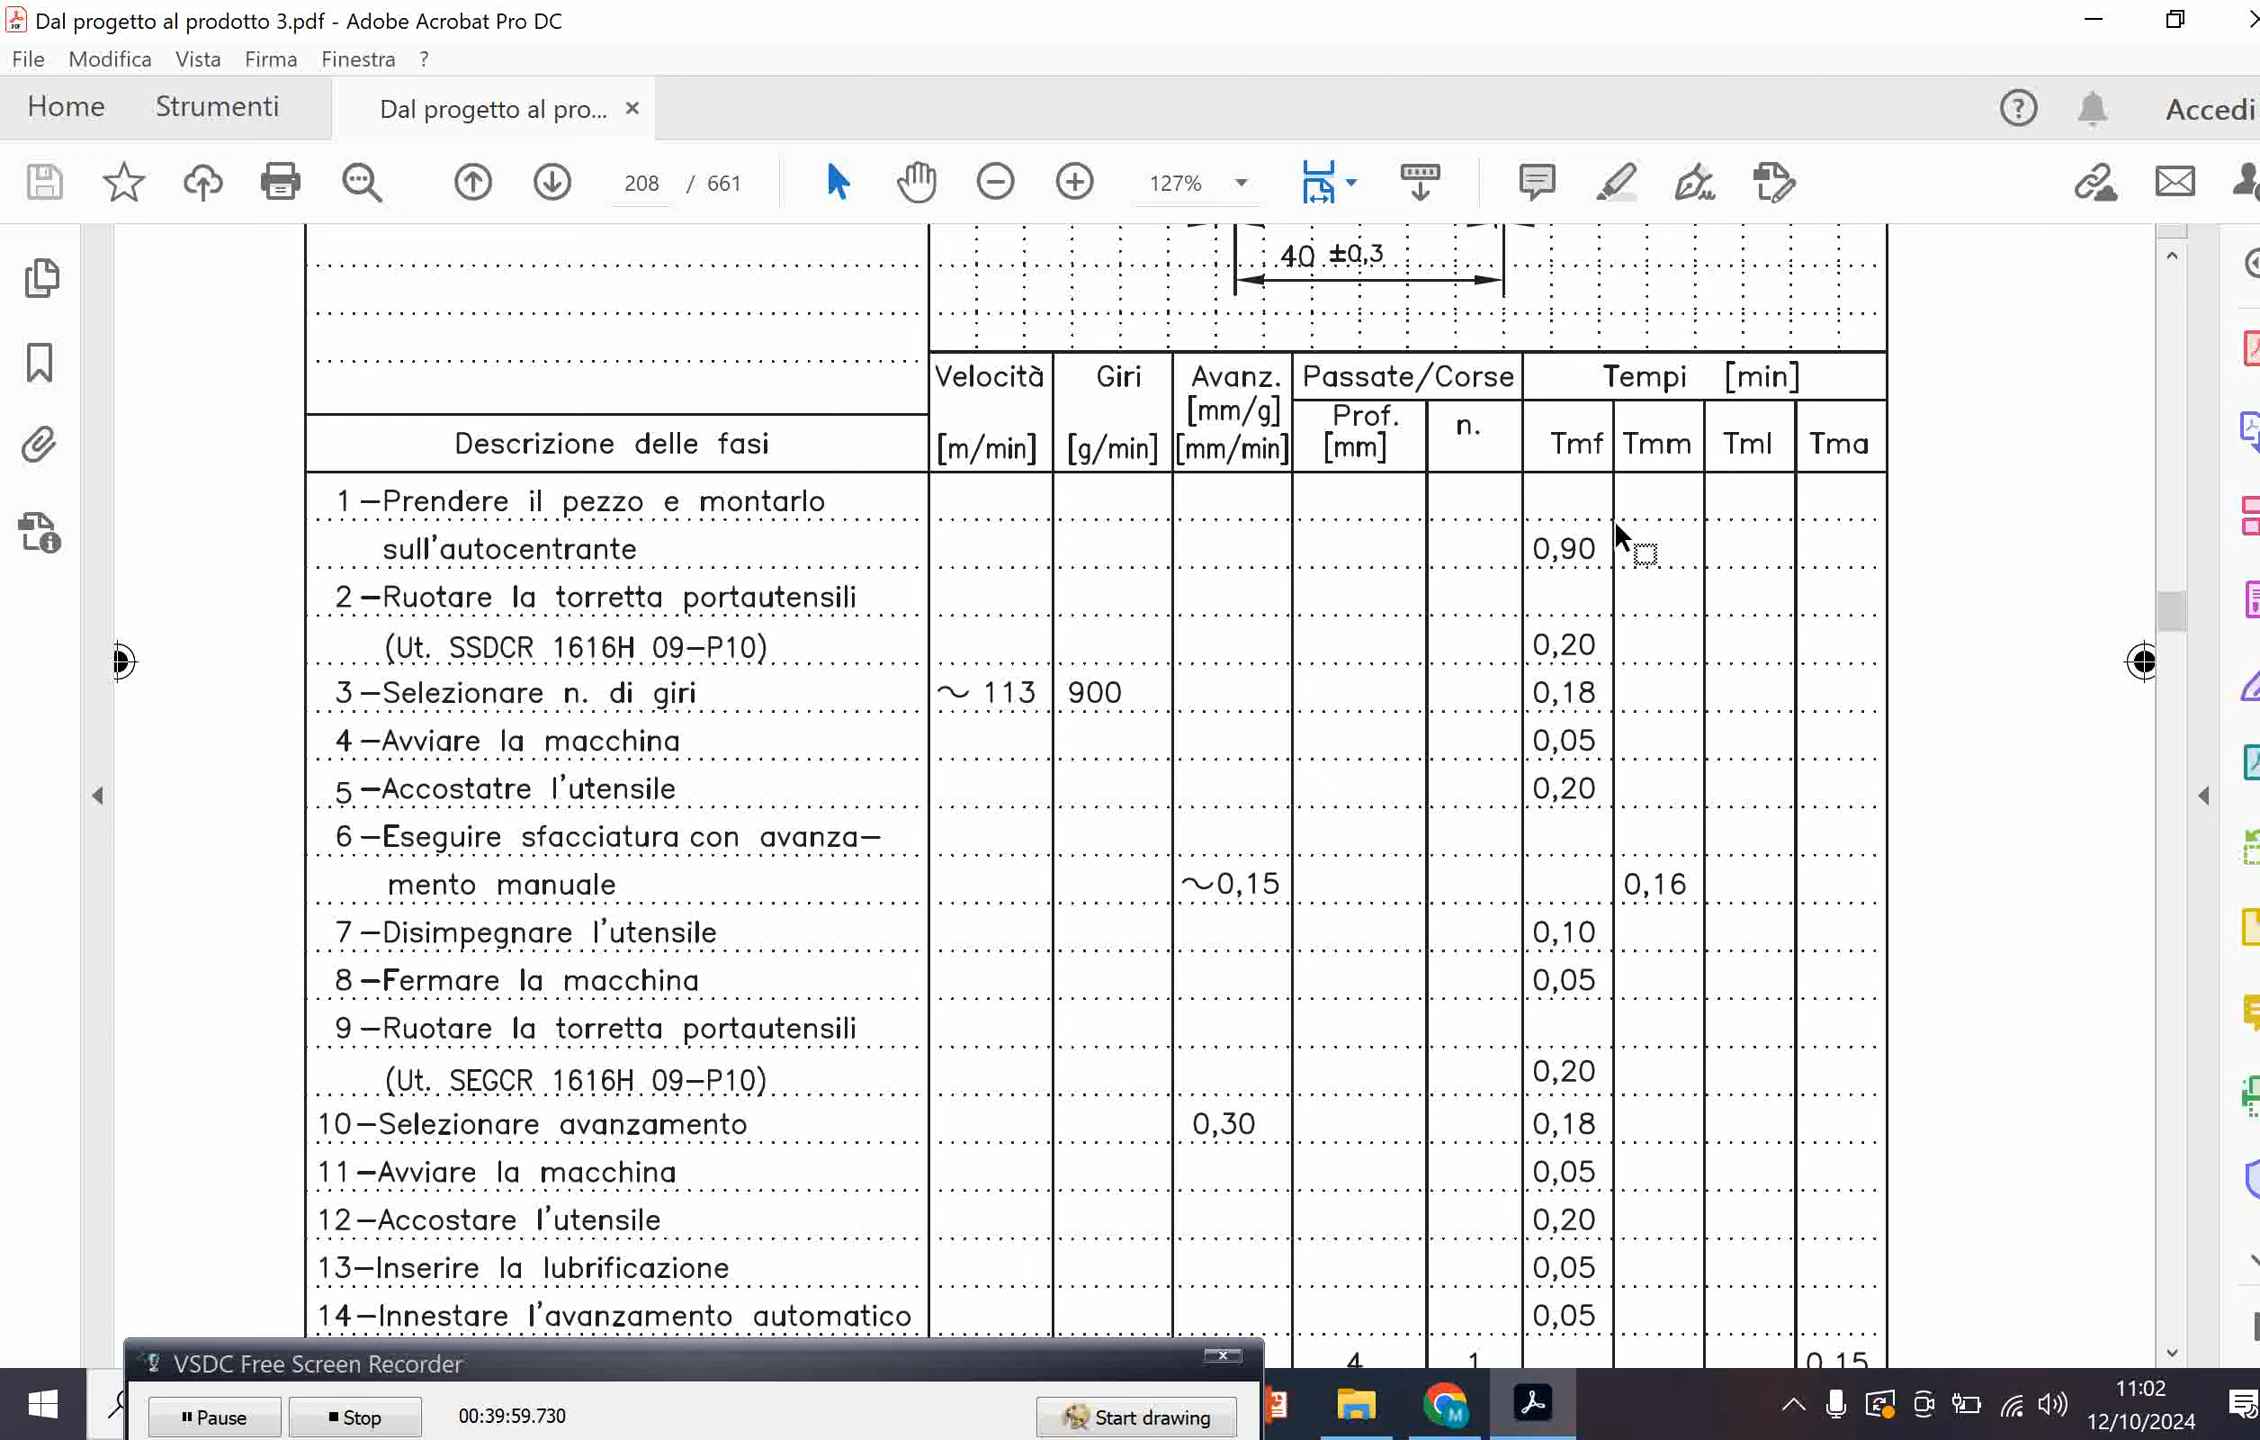 Dal progetto al prodotto 3.pdf - Adobe Acrobat Pro DC
File Modifica Vista Firma Finestra ?
Home Strumenti Dal progetto al pro... Accedi
208 / 661 127%
40 ±0,3
Velocità Giri Avanz. Passate/Corse Tempi [min]
[mm/g] Prof. n.
Descrizione delle fasi [m/min] [g/min] [mm/min] [mm] Tmf Tmm Tml Tma
1 –Prendere il pezzo e montarlo
sull'autocentrante 0,90
2 –Ruotare la torretta portautensili
(Ut. SSDCR 1616H 09–P10) 0,20
3 –Selezionare n. di giri ~ 113 900 0,18
4 –Avviare la macchina 0,05
5 –Accostatre l'utensile 0,20
6 –Eseguire sfacciatura con avanza–
mento manuale ~0,15 0,16
7 –Disimpegnare l'utensile 0,10
8 –Fermare la macchina 0,05
9 –Ruotare la torretta portautensili
(Ut. SEGCR 1616H 09–P10) 0,20
10–Selezionare avanzamento 0,30 0,18
11–Avviare la macchina 0,05
12–Accostare l'utensile 0,20
13–Inserire la lubrificazione 0,05
14–Innestare l'avanzamento automatico 0,05
4 1 0,15
VSDC Free Screen Recorder
Pause Stop 00:39:59.730 Start drawing
11:02
12/10/2024